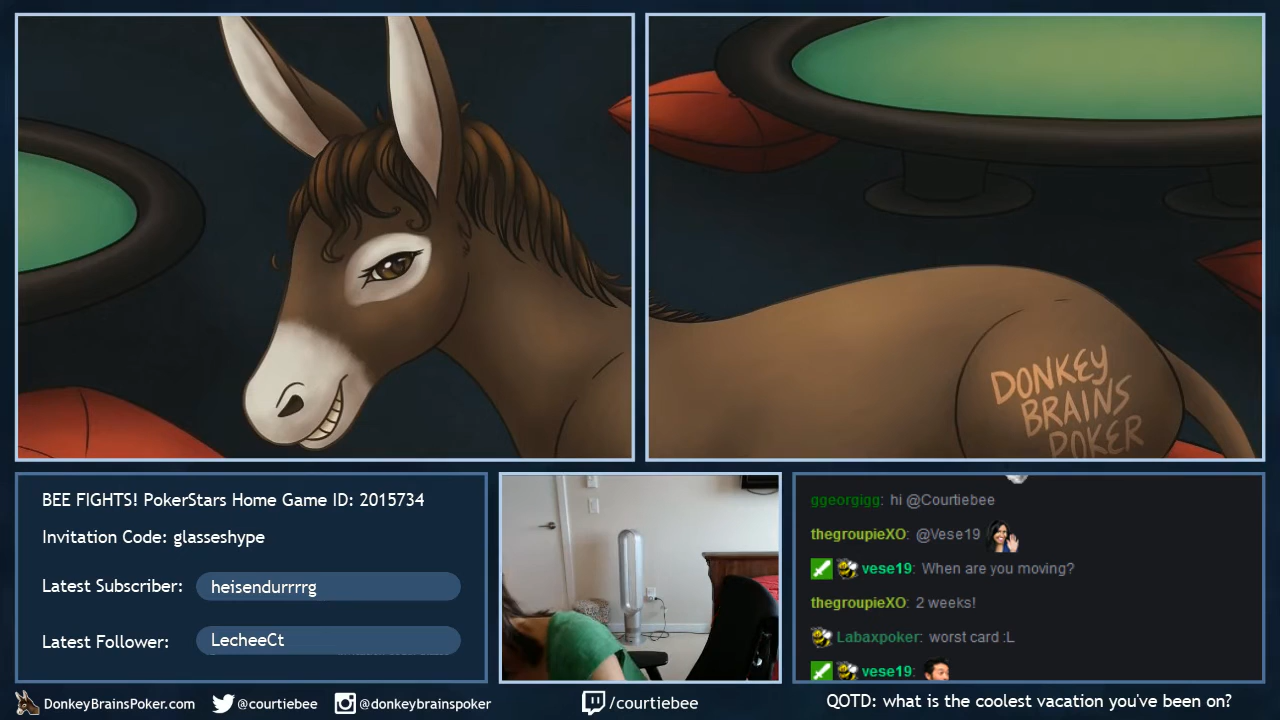 DONKEY
BRAINS
POKER
BEE FIGHTS! PokerStars Home Game ID: 2015734
Invitation Code: glasseshype
Latest Subscriber: heisendurrrrg
Latest Follower: LecheeCt
ggeorgigg: hi @Courtiebee
thegroupieXO: @Vese19
vese19: When are you moving?
thegroupieXO: 2 weeks!
Labaxpoker: worst card :L
vese19:
DonkeyBrainsPoker.com @courtiebee @donkeybrainspoker /courtiebee QOTD: what is the coolest vacation you've been on?